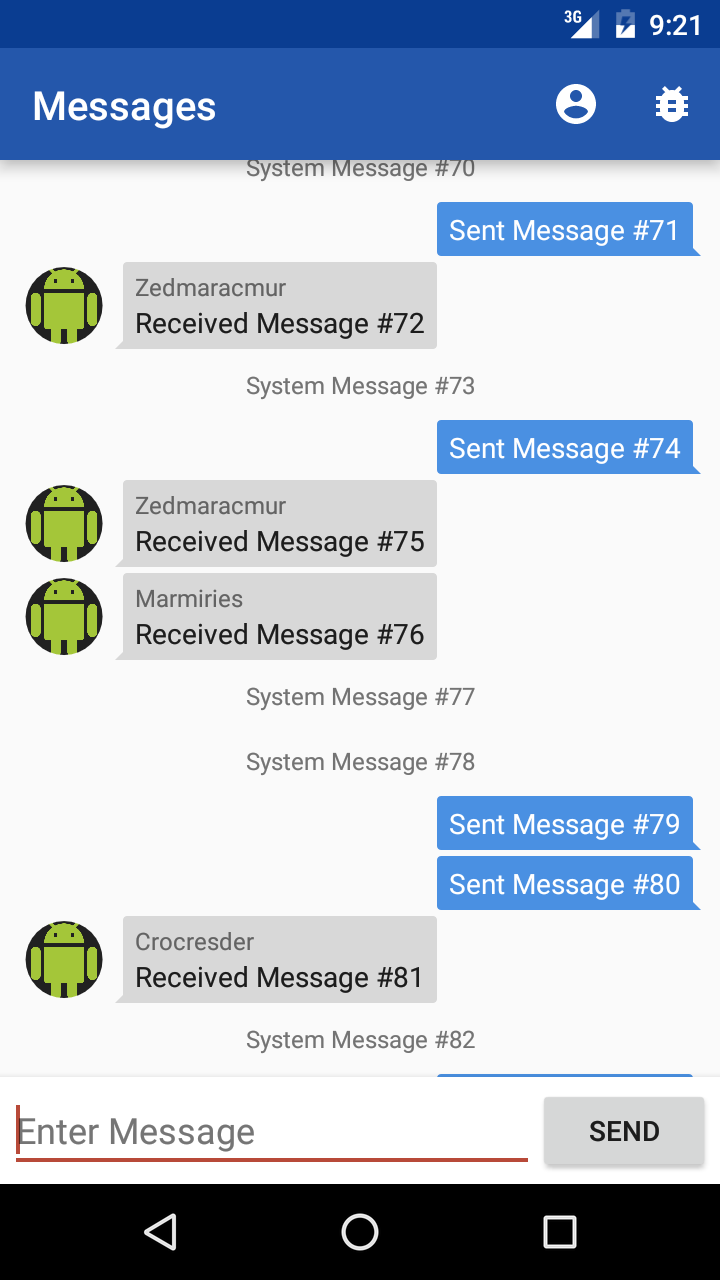 3G 9:21
Messages
System Message #70
Sent Message #71
Zedmaracmur
Received Message #72
System Message #73
Sent Message #74
Zedmaracmur
Received Message #75
Marmiries
Received Message #76
System Message #77
System Message #78
Sent Message #79
Sent Message #80
Crocresder
Received Message #81
System Message #82
Enter Message
SEND